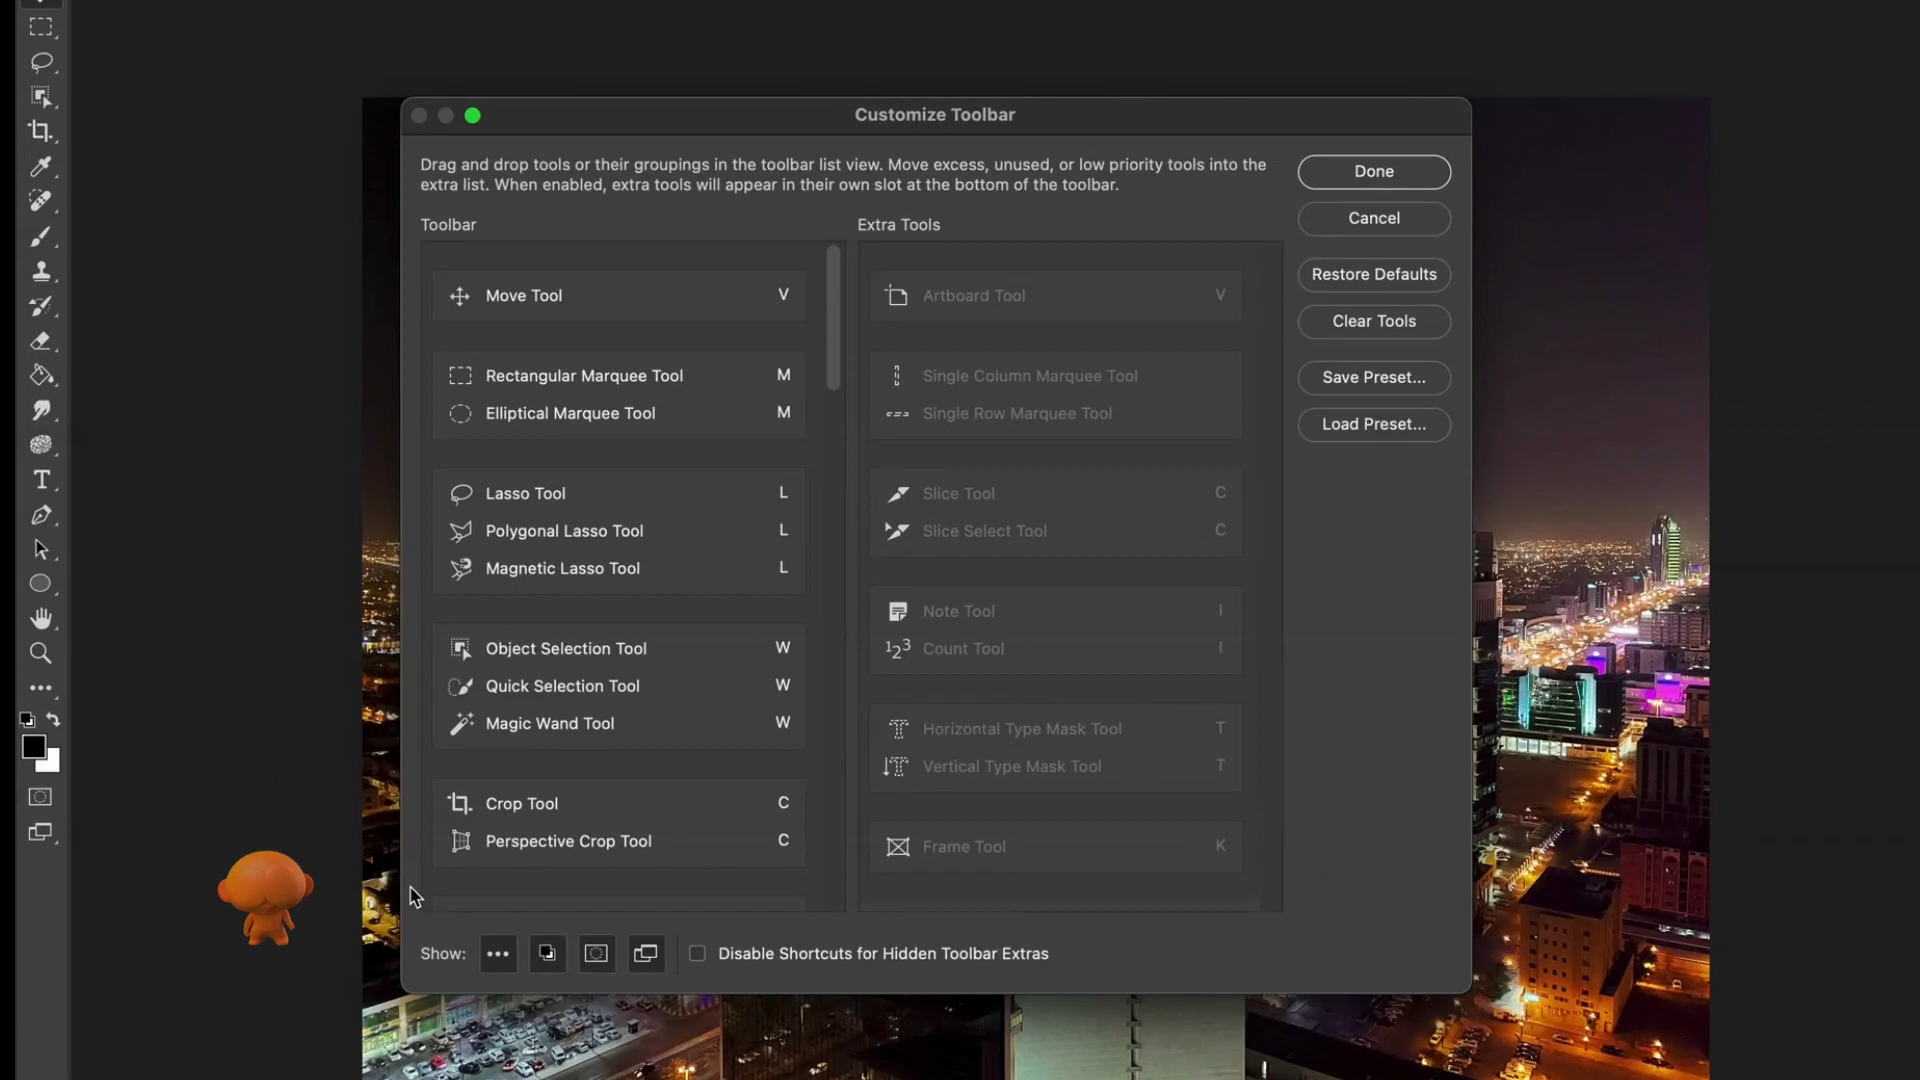 Customize Toolbar
Drag and drop tools or their groupings in the toolbar list view. Move excess, unused, or low priority tools into the
extra list. When enabled, extra tools will appear in their own slot at the bottom of the toolbar.
Done
Cancel
Restore Defaults
Clear Tools
Save Preset...
Load Preset...
Toolbar
Move Tool V
Rectangular Marquee Tool M
Elliptical Marquee Tool M
Lasso Tool L
Polygonal Lasso Tool L
Magnetic Lasso Tool L
Object Selection Tool W
Quick Selection Tool W
Magic Wand Tool W
Crop Tool C
Perspective Crop Tool C
Extra Tools
Artboard Tool V
Single Column Marquee Tool
Single Row Marquee Tool
Slice Tool C
Slice Select Tool C
Note Tool I
Count Tool I
Horizontal Type Mask Tool T
Vertical Type Mask Tool T
Frame Tool K
Show:
Disable Shortcuts for Hidden Toolbar Extras